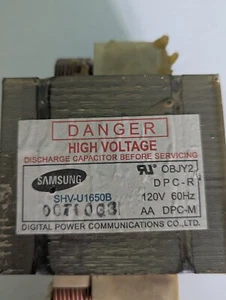 DANGER
HIGH VOLTAGE
DISCHARGE CAPACITOR BEFORE SERVICING
SAMSUNG
OBJY2
SHV-U1650B
DPC-R
120V 60Hz
AA DPC-M
DIGITAL POWER COMMUNICATIONS CO.,LTD.